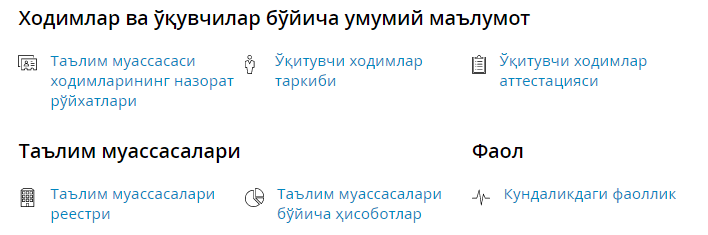 Ходимлар ва ўқувчилар бўйича умумий маълумот
Таълим муассасаси
ходимларининг назорат
рўйхатлари
Ўқитувчи ходимлар
таркиби
Ўқитувчи ходимлар
аттестацияси
Таълим муассасалари
Таълим муассасалари
реестри
Таълим муассасалари
бўйича ҳисоботлар
Фаол
Кундаликдаги фаоллик